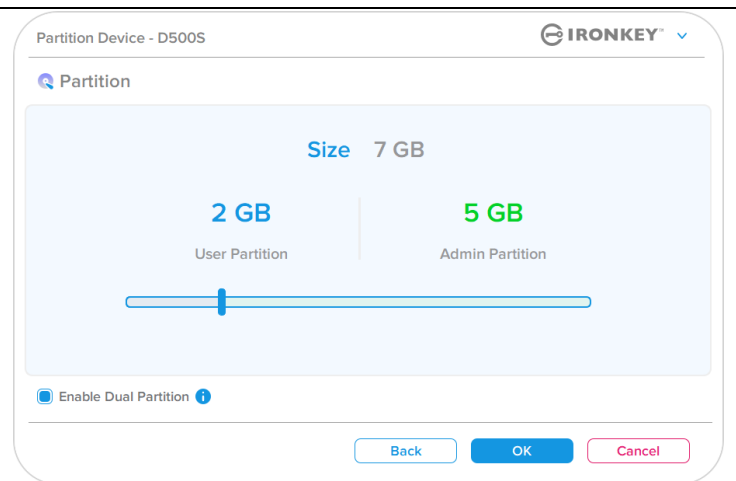 Partition Device - D500S
IRONKEY™
Partition
Size 7 GB
2 GB 5 GB
User Partition Admin Partition
Enable Dual Partition i
Back OK Cancel